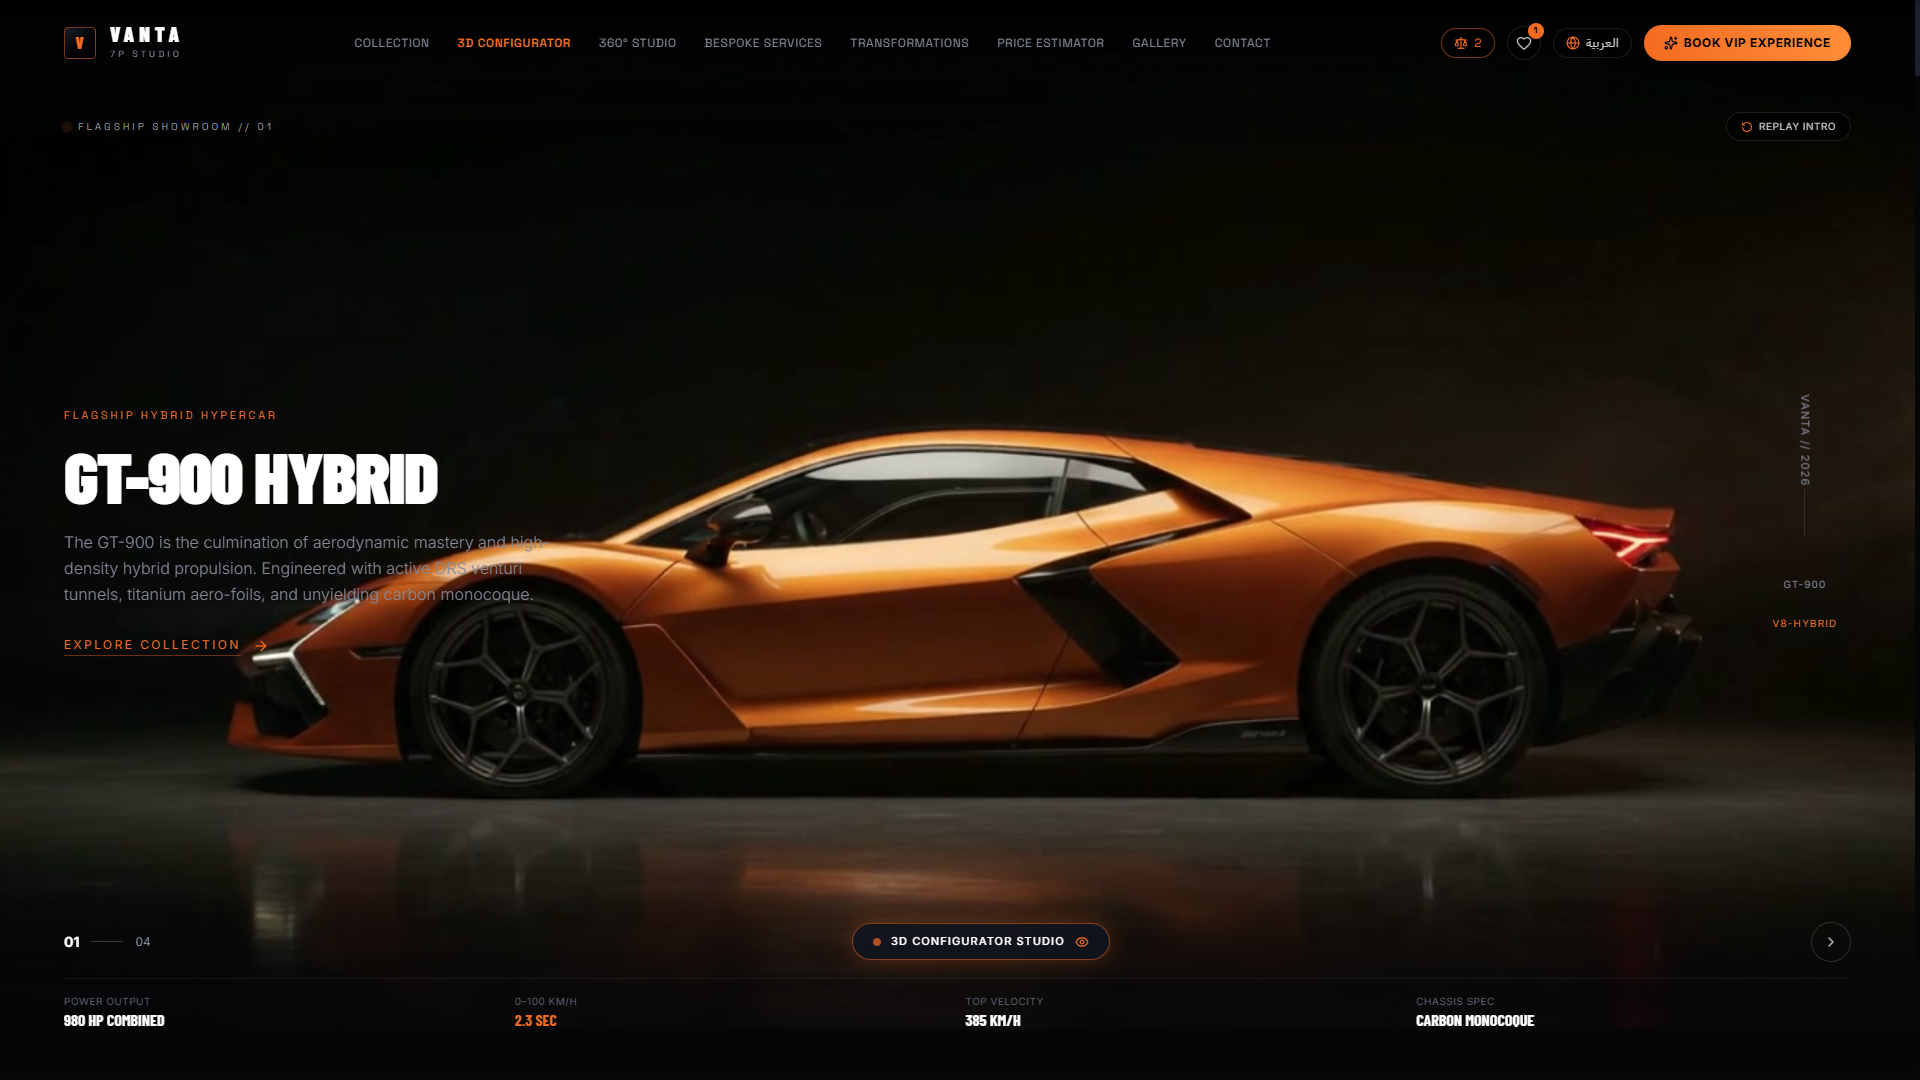 V
VANTA
7P STUDIO
COLLECTION
3D CONFIGURATOR
360° STUDIO
BESPOKE SERVICES
TRANSFORMATIONS
PRICE ESTIMATOR
GALLERY
CONTACT
2
1
العربية
BOOK VIP EXPERIENCE
FLAGSHIP SHOWROOM // 01
REPLAY INTRO
FLAGSHIP HYBRID HYPERCAR
GT-900 HYBRID
The GT-900 is the culmination of aerodynamic mastery and high-
density hybrid propulsion. Engineered with active DRS venturi
tunnels, titanium aero-foils, and unyielding carbon monocoque.
EXPLORE COLLECTION
VANTA // 2026
GT-900
V8-HYBRID
01
04
3D CONFIGURATOR STUDIO
POWER OUTPUT
980 HP COMBINED
0-100 KM/H
2.3 SEC
TOP VELOCITY
385 KM/H
CHASSIS SPEC
CARBON MONOCOQUE